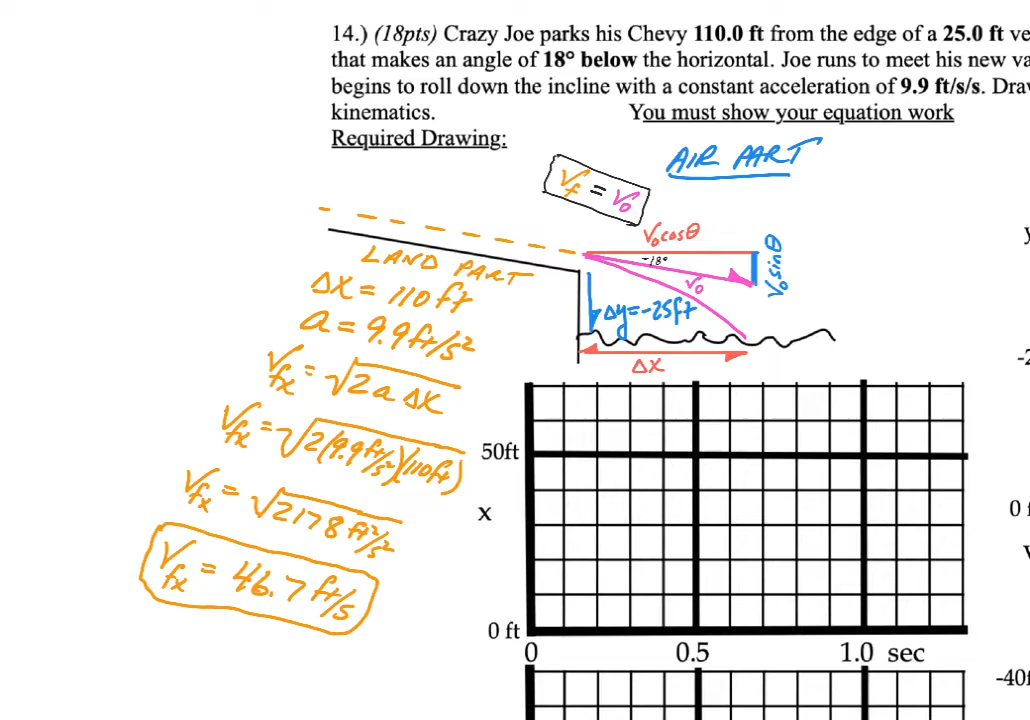 14.) (18pts) Crazy Joe parks his Chevy 110.0 ft from the edge of a 25.0 ft ve
that makes an angle of 18° below the horizontal. Joe runs to meet his new va
begins to roll down the incline with a constant acceleration of 9.9 ft/s/s. Draw
kinematics. You must show your equation work
Required Drawing:
AIR PART
Vf = Vo
Vocosθ
-18°
Vo
Vosinθ
LAND PART
ΔX = 110 ft
a = 9.9 ft/s²
Δy=-25ft
ΔX
Vfx = √2a ΔX
Vfx = √2(9.9ft/s²)(110ft)
Vfx = √2178 ft²/s²
Vfx = 46.7 ft/s
50ft
x
0 ft
0 0.5 1.0 sec
y
-2
0 f
-40f